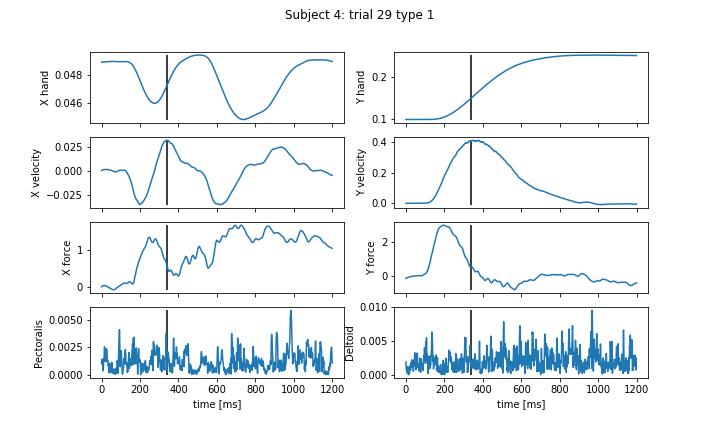 Subject 4: trial 29 type 1
X hand
0.048
0.046
Y hand
0.2
0.1
X velocity
0.025
0.000
−0.025
Y velocity
0.4
0.2
0.0
X force
1
0
Y force
2
0
Pectoralis
0.0050
0.0025
0.0000
0 200 400 600 800 1000 1200
time [ms]
Deltoid
0.010
0.005
0.000
0 200 400 600 800 1000 1200
time [ms]